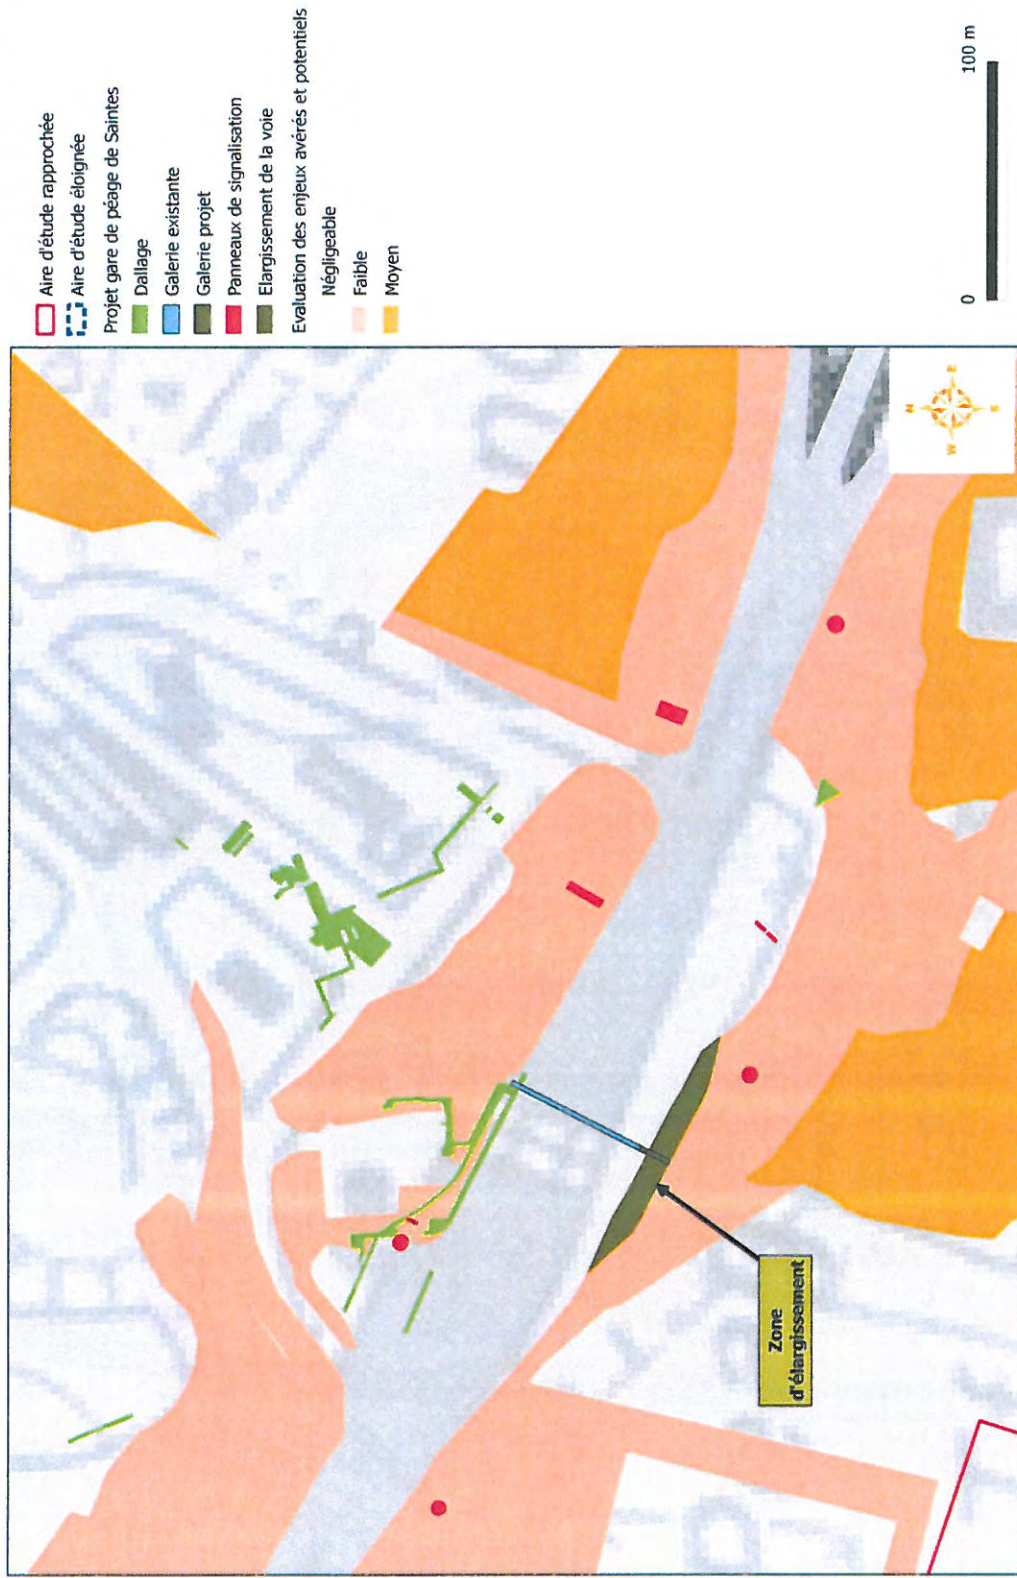 Aire d'étude rapprochée
Aire d'étude éloignée
Projet gare de péage de Saintes
Dallage
Galerie existante
Galerie projet
Panneaux de signalisation
Elargissement de la voie
Evaluation des enjeux avérés et potentiels
Négligeable
Faible
Moyen
0 100 m
N
W E
S
Zone
d'élargissement